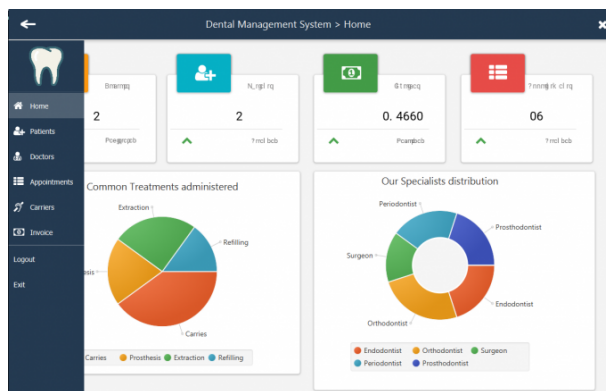 Dental Management System > Home
Home
Patients
Doctors
Appointments
Carriers
Invoice
Logout
Exit
2
2
0. 4660
06
Common Treatments administered
Extraction
Refilling
sis
Carries
Carries Prosthesis Extraction Refilling
Our Specialists distribution
Periodontist
Prosthodontist
Surgeon
Endodontist
Orthodontist
Endodontist Orthodontist Surgeon
Periodontist Prosthodontist